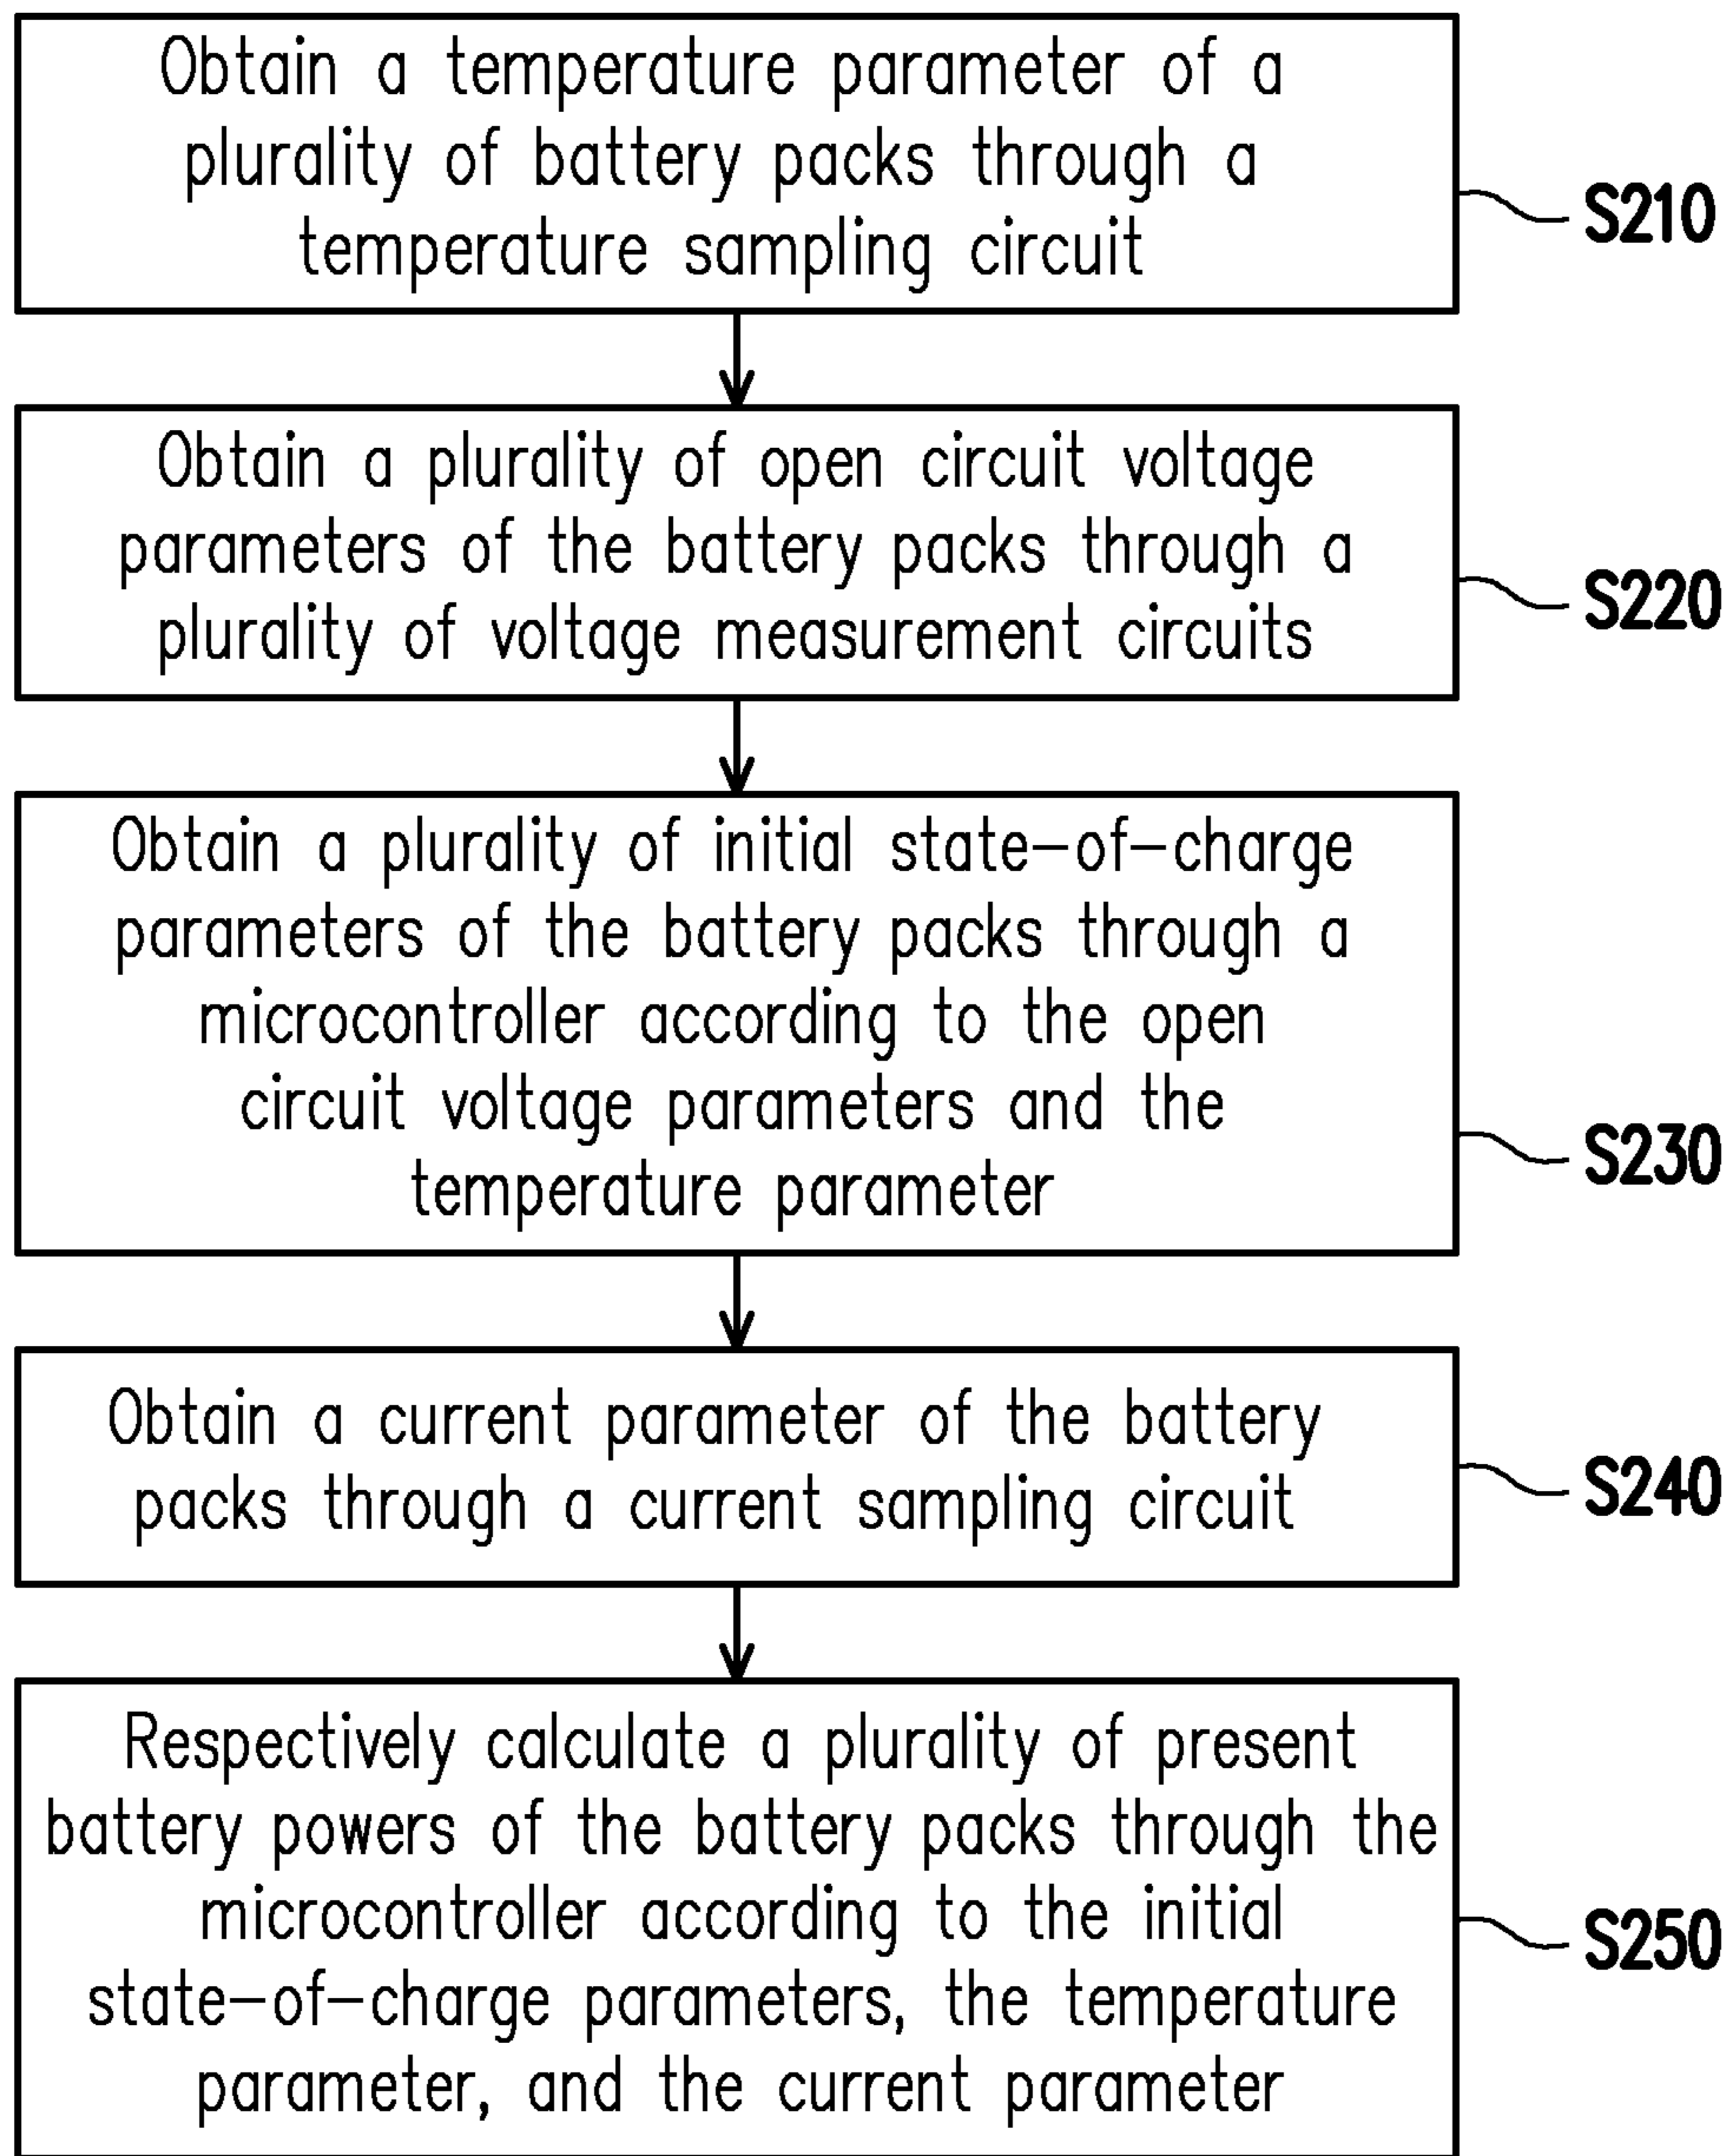 Obtain a temperature parameter of a
plurality of battery packs through a
temperature sampling circuit
S210
Obtain a plurality of open circuit voltage
parameters of the battery packs through a
plurality of voltage measurement circuits
S220
Obtain a plurality of initial state-of-charge
parameters of the battery packs through a
microcontroller according to the open
circuit voltage parameters and the
temperature parameter
S230
Obtain a current parameter of the battery
packs through a current sampling circuit
S240
Respectively calculate a plurality of present
battery powers of the battery packs through the
microcontroller according to the initial
state-of-charge parameters, the temperature
parameter, and the current parameter
S250